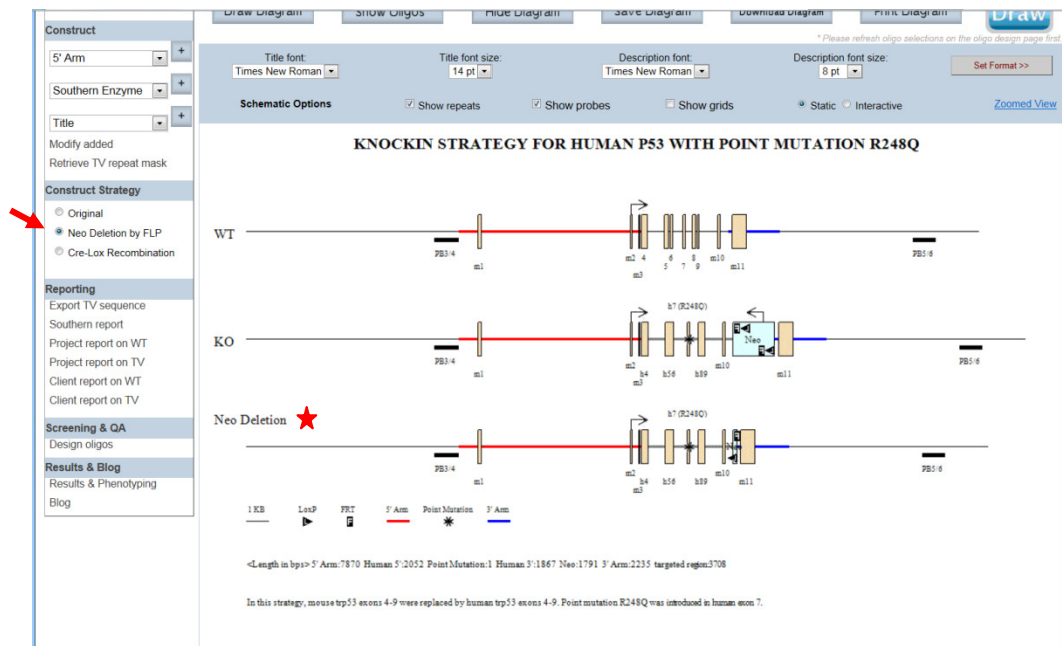 Draw Diagram Show Oligos Hide Diagram Save Diagram Download Diagram Print Diagram Draw
* Please refresh oligo selections on the oligo design page first
Construct
5' Arm +
Southern Enzyme +
Title +
Modify added
Retrieve TV repeat mask
Construct Strategy
Original
Neo Deletion by FLP
Cre-Lox Recombination
Reporting
Export TV sequence
Southern report
Project report on WT
Project report on TV
Client report on WT
Client report on TV
Screening & QA
Design oligos
Results & Blog
Results & Phenotyping
Blog
Title font: Title font size: Description font: Description font size:
Times New Roman 14 pt Times New Roman 8 pt Set Format >>
Schematic Options Show repeats Show probes Show grids Static Interactive Zoomed View
KNOCKIN STRATEGY FOR HUMAN P53 WITH POINT MUTATION R248Q
WT
PB3/4 m2 4 6 8 m10 PB5/6
m1 5 7 9 m11
m3
h7 (R248Q)
KO Neo
PB3/4 m2 m10 PB5/6
m1 h4 h56 h89 m11
m3
Neo Deletion h7 (R248Q)
PB3/4 m2 m10 PB5/6
m1 h4 h56 h89 m11
m3
1 KB LoxP FRT 5' Arm Point Mutation 3' Arm
L F
<Length in bps> 5' Arm:7870 Human 5':2052 Point Mutation:1 Human 3':1867 Neo:1791 3' Arm:2235 targeted region:3708
In this strategy, mouse trp53 exons 4-9 were replaced by human trp53 exons 4-9. Point mutation R248Q was introduced in human exon 7.